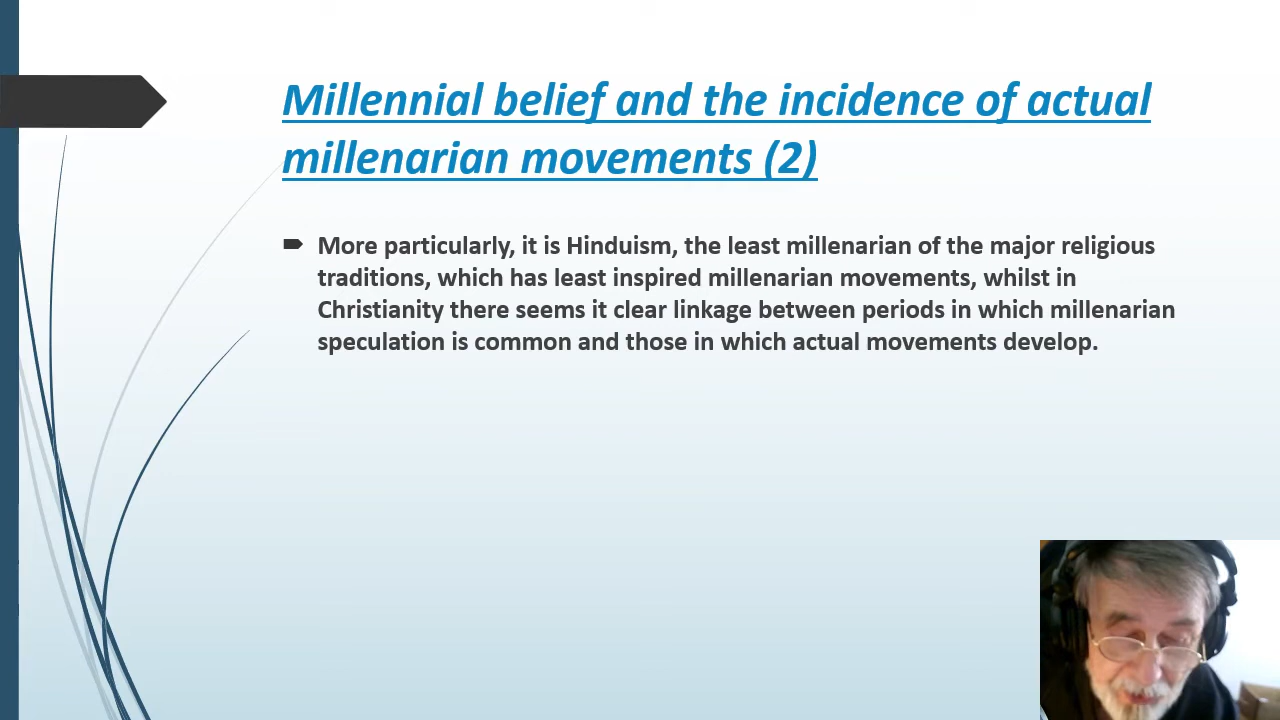 Millennial belief and the incidence of actual
millenarian movements (2)
More particularly, it is Hinduism, the least millenarian of the major religious
traditions, which has least inspired millenarian movements, whilst in
Christianity there seems it clear linkage between periods in which millenarian
speculation is common and those in which actual movements develop.